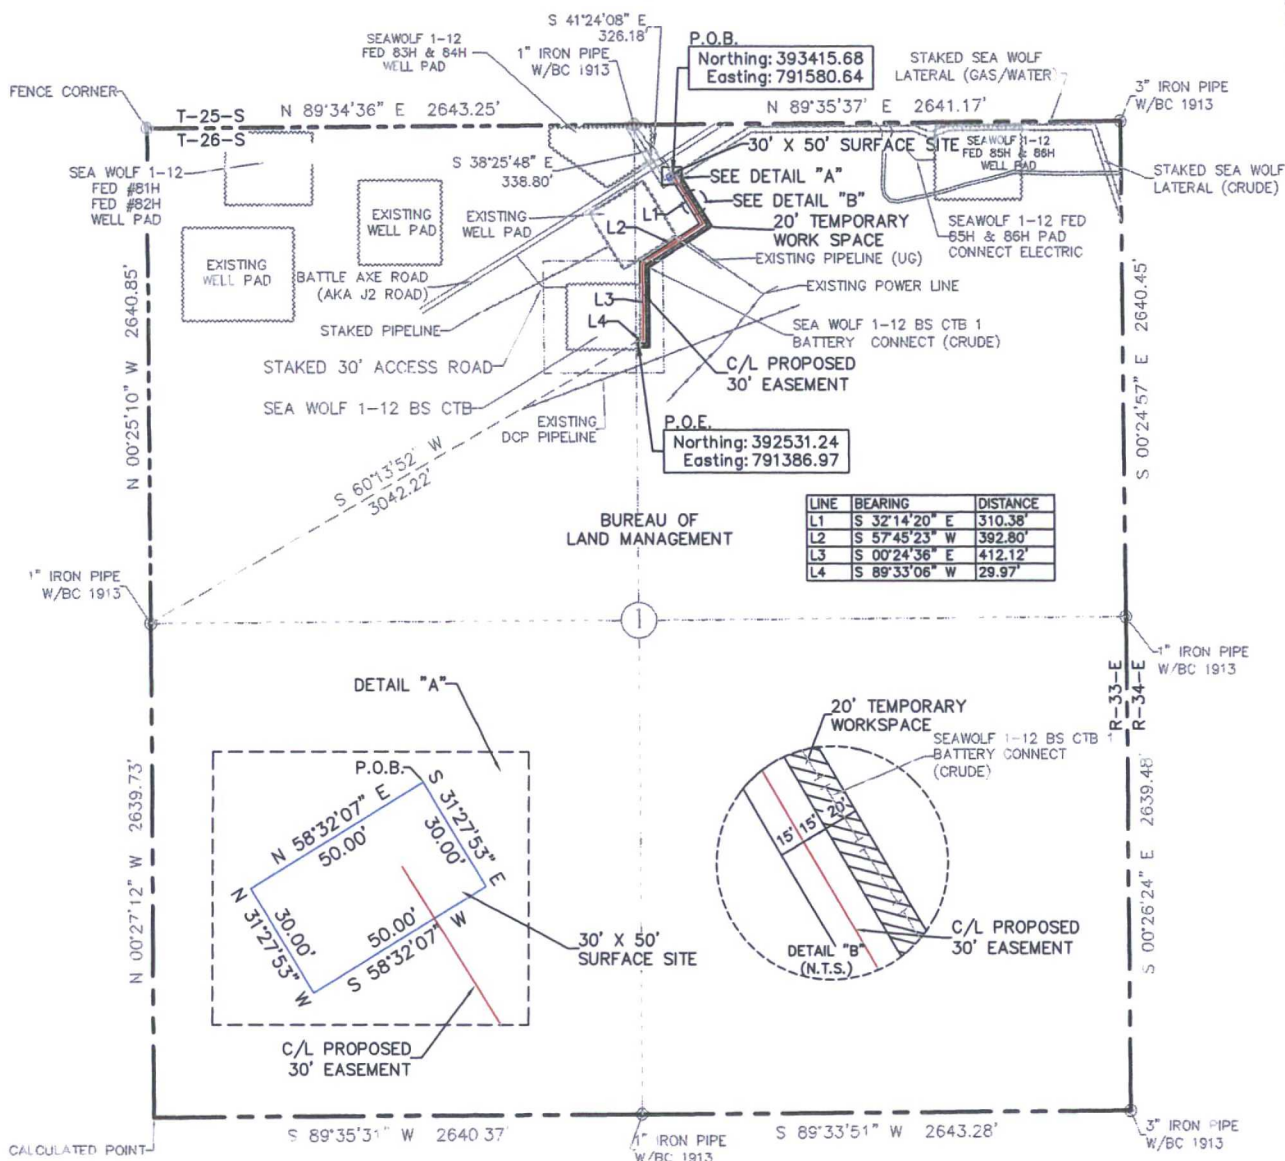 S 41°24'08" E
326.18'
P.O.B.
Northing: 393415.68
Easting: 791580.64
SEAWOLF 1-12
FED 83H & 84H
WELL PAD
1" IRON PIPE
W/BC 1913
STAKED SEA WOLF
LATERAL (GAS/WATER)
3" IRON PIPE
W/BC 1913
FENCE CORNER
T-25-S
T-26-S
N 89°34'36" E 2643.25'
N 89°35'37" E 2641.17'
SEA WOLF 1-12
FED #81H
FED #82H
WELL PAD
S 38°25'48" E
338.80'
30' X 50' SURFACE SITE
SEAWOLF 1-12
FED 85H & 86H
WELL PAD
STAKED SEA WOLF
LATERAL (CRUDE)
SEE DETAIL "A"
SEE DETAIL "B"
20' TEMPORARY
WORK SPACE
EXISTING
WELL PAD
EXISTING
WELL PAD
L1
L2
SEAWOLF 1-12 FED
85H & 86H PAD
CONNECT ELECTRIC
EXISTING
WELL PAD
BATTLE AXE ROAD
(AKA J2 ROAD)
EXISTING PIPELINE (UG)
EXISTING POWER LINE
STAKED PIPELINE
L3
L4
SEA WOLF 1-12 BS CTB 1
BATTERY CONNECT (CRUDE)
STAKED 30' ACCESS ROAD
C/L PROPOSED
30' EASEMENT
SEA WOLF 1-12 BS CTB
EXISTING
DCP PIPELINE
P.O.E.
Northing: 392531.24
Easting: 791386.97
N 00°25'10" W 2640.85'
S 00°24'57" E 2640.45'
S 60°13'52" W
3042.22'
BUREAU OF
LAND MANAGEMENT
LINE BEARING DISTANCE
L1 S 32°14'20" E 310.38'
L2 S 57°45'23" W 392.80'
L3 S 00°24'36" E 412.12'
L4 S 89°33'06" W 29.97'
1" IRON PIPE
W/BC 1913
1
1" IRON PIPE
W/BC 1913
R-33-E
R-34-E
DETAIL "A"
P.O.B.
N 58°32'07" E
50.00'
S 31°27'53" E
30.00'
N 31°27'53" W
30.00'
50.00'
S 58°32'07" W
30' X 50'
SURFACE SITE
C/L PROPOSED
30' EASEMENT
20' TEMPORARY
WORKSPACE
SEAWOLF 1-12 BS CTB 1
BATTERY CONNECT
(CRUDE)
15' 15' 20'
DETAIL "B"
(N.T.S.)
C/L PROPOSED
30' EASEMENT
N 00°27'12" W 2639.73'
S 00°26'24" E 2639.48'
S 89°35'31" W 2640.37'
S 89°33'51" W 2643.28'
CALCULATED POINT
1" IRON PIPE
W/BC 1913
3" IRON PIPE
W/BC 1913